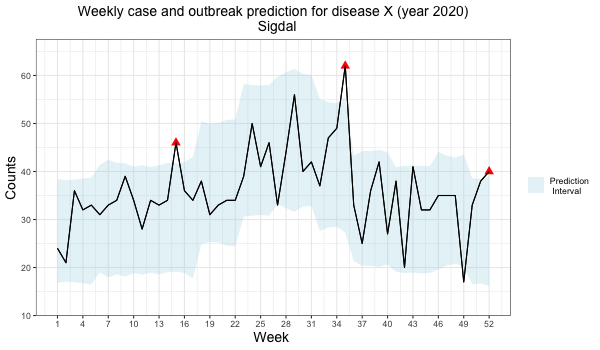 Weekly case and outbreak prediction for disease X (year 2020)
Sigdal
Counts
60
50
40
30
20
10
1 4 7 10 13 16 19 22 25 28 31 34 37 40 43 46 49 52
Week
Prediction
Interval